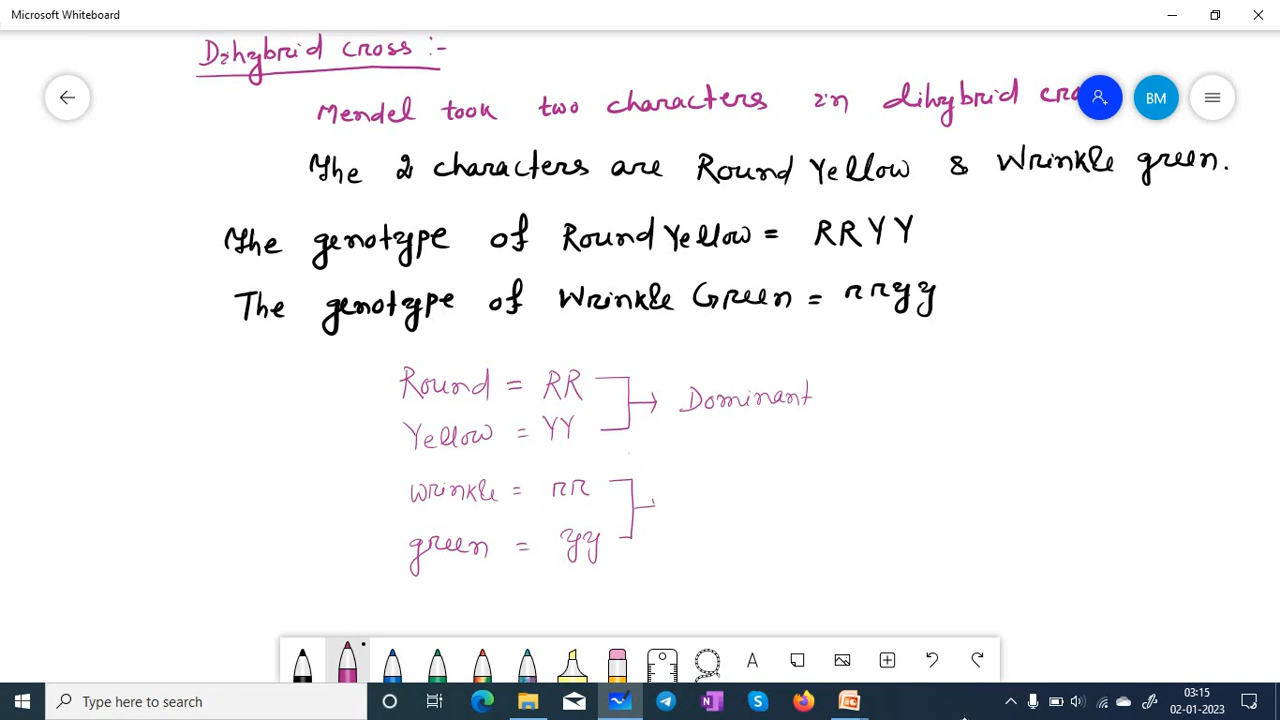 Microsoft Whiteboard
Dihybrid cross :-
Mendel took two characters in dihybrid
BM
The 2 characters are Round Yellow & Wrinkle green.
The genotype of Round Yellow = RRYY
The genotype of Wrinkle Green = rryy
Round = RR
Dominant
Yellow = YY
wrinkle = rr
green = yy
A
Type here to search
03:15
02-01-2023